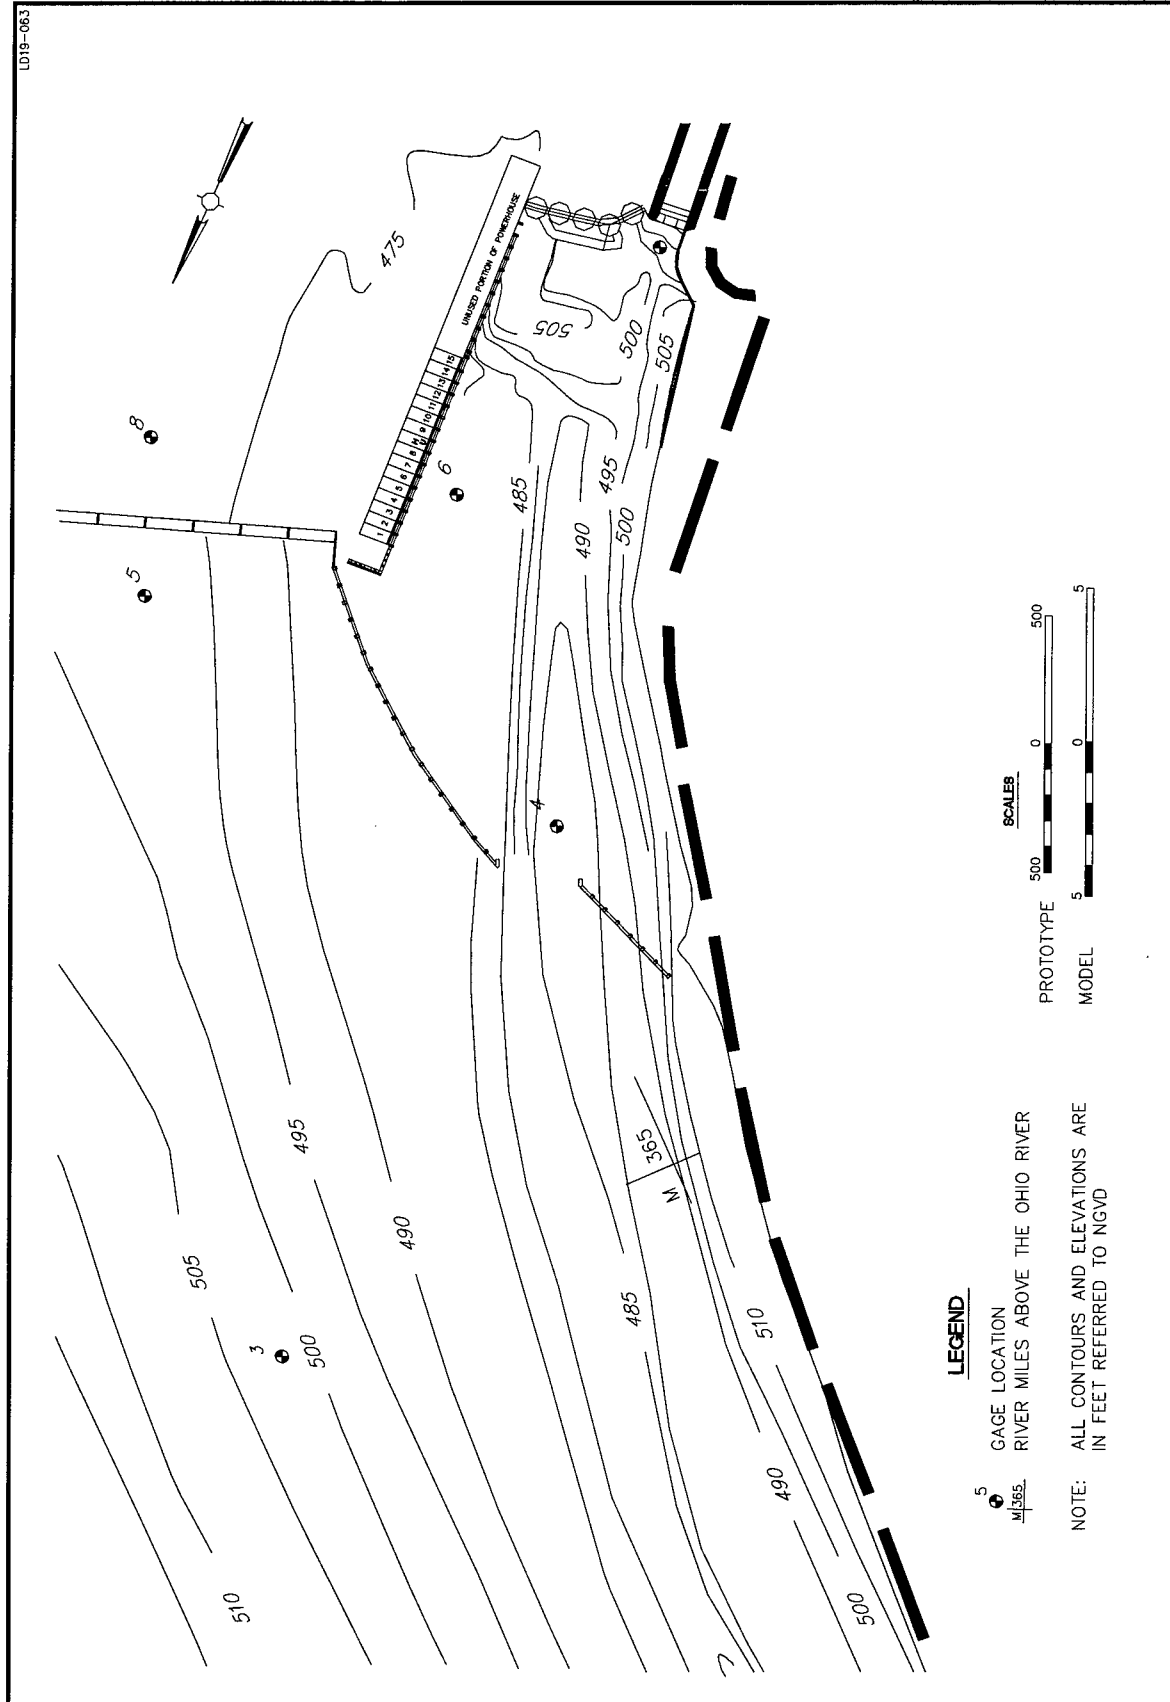 LD19-063
475
UNUSED PORTION OF POWERHOUSE
1 2 3 4 5 6 7 8 9 10 11 12 13 14 15
8
5
6
505
500
505
485
495
490
500
4
M 365
495
490
505
3
500
485
510
510
490
500
SCALES
PROTOTYPE 500 0 500
MODEL 5 0 5
LEGEND
5 GAGE LOCATION
M 365 RIVER MILES ABOVE THE OHIO RIVER
NOTE: ALL CONTOURS AND ELEVATIONS ARE
IN FEET REFERRED TO NGVD